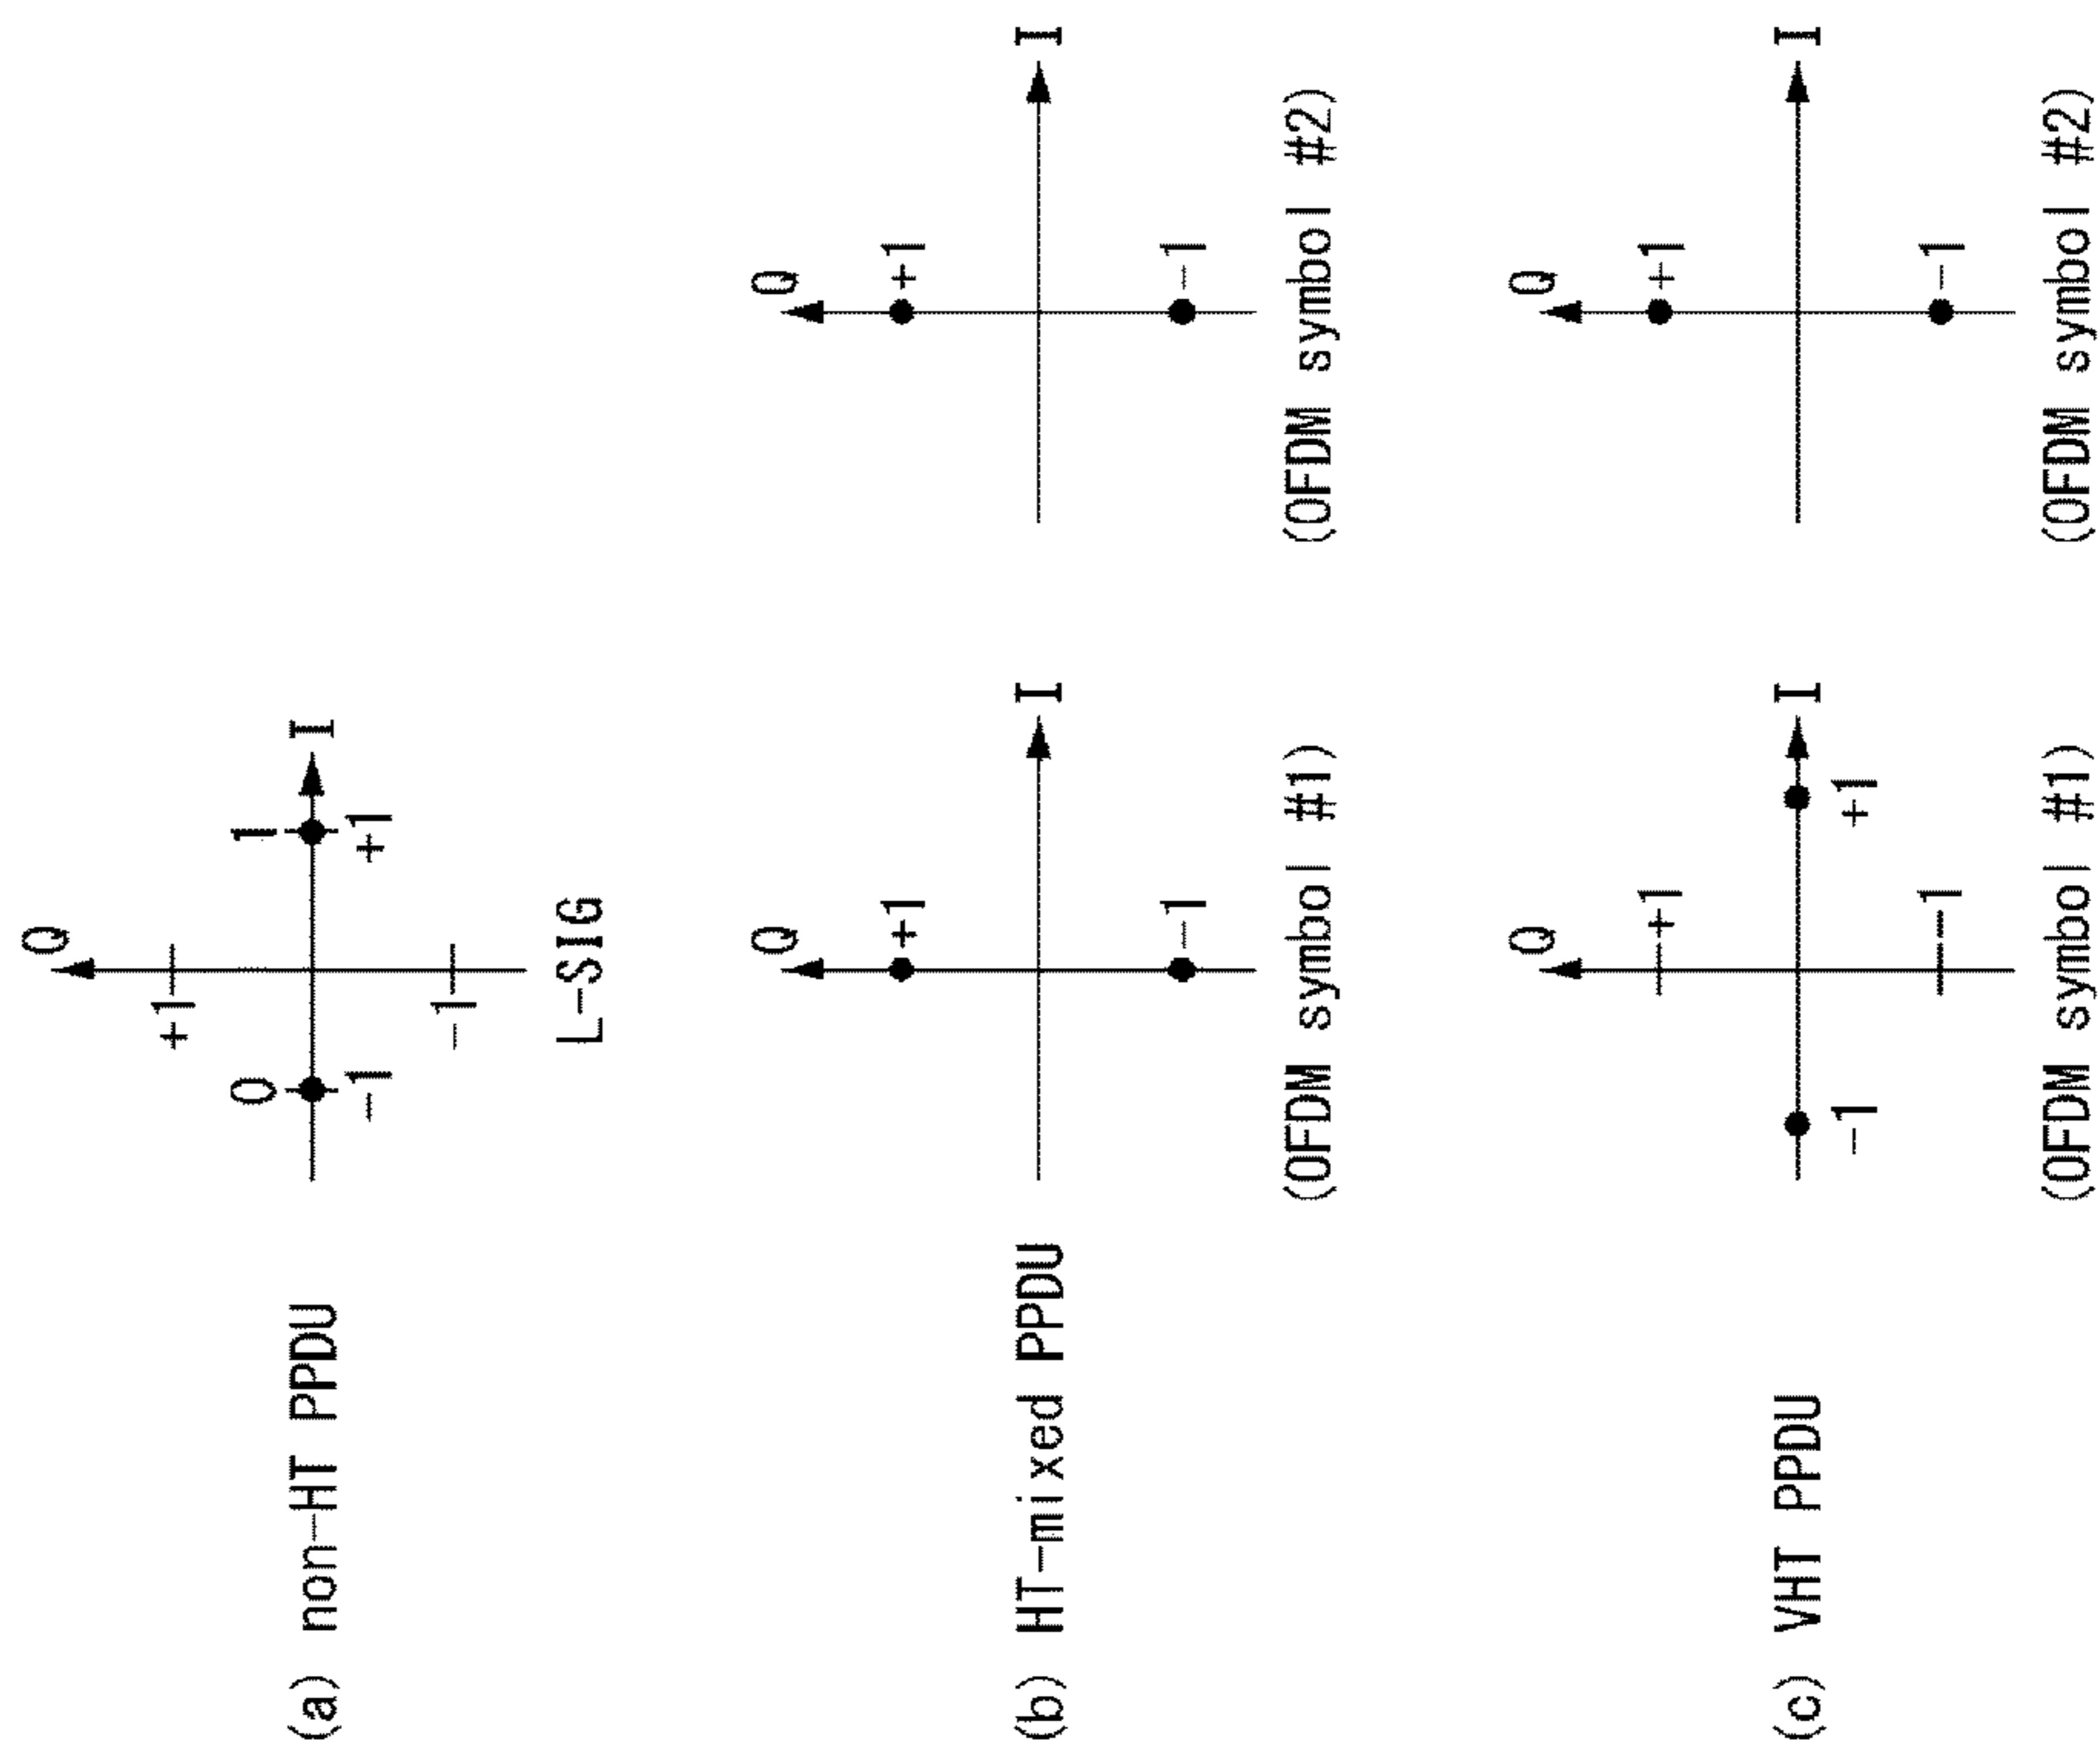 Q
+1
0
1
I
(a) non-HT PPDU
-1
+1
-1
L-SIG
Q
Q
+1
+1
(b) HT-mixed PPDU
I
I
-1
-1
(OFDM symbol #1)
(OFDM symbol #2)
Q
Q
+1
+1
(c) VHT PPDU
I
I
-1
+1
-1
-1
(OFDM symbol #1)
(OFDM symbol #2)